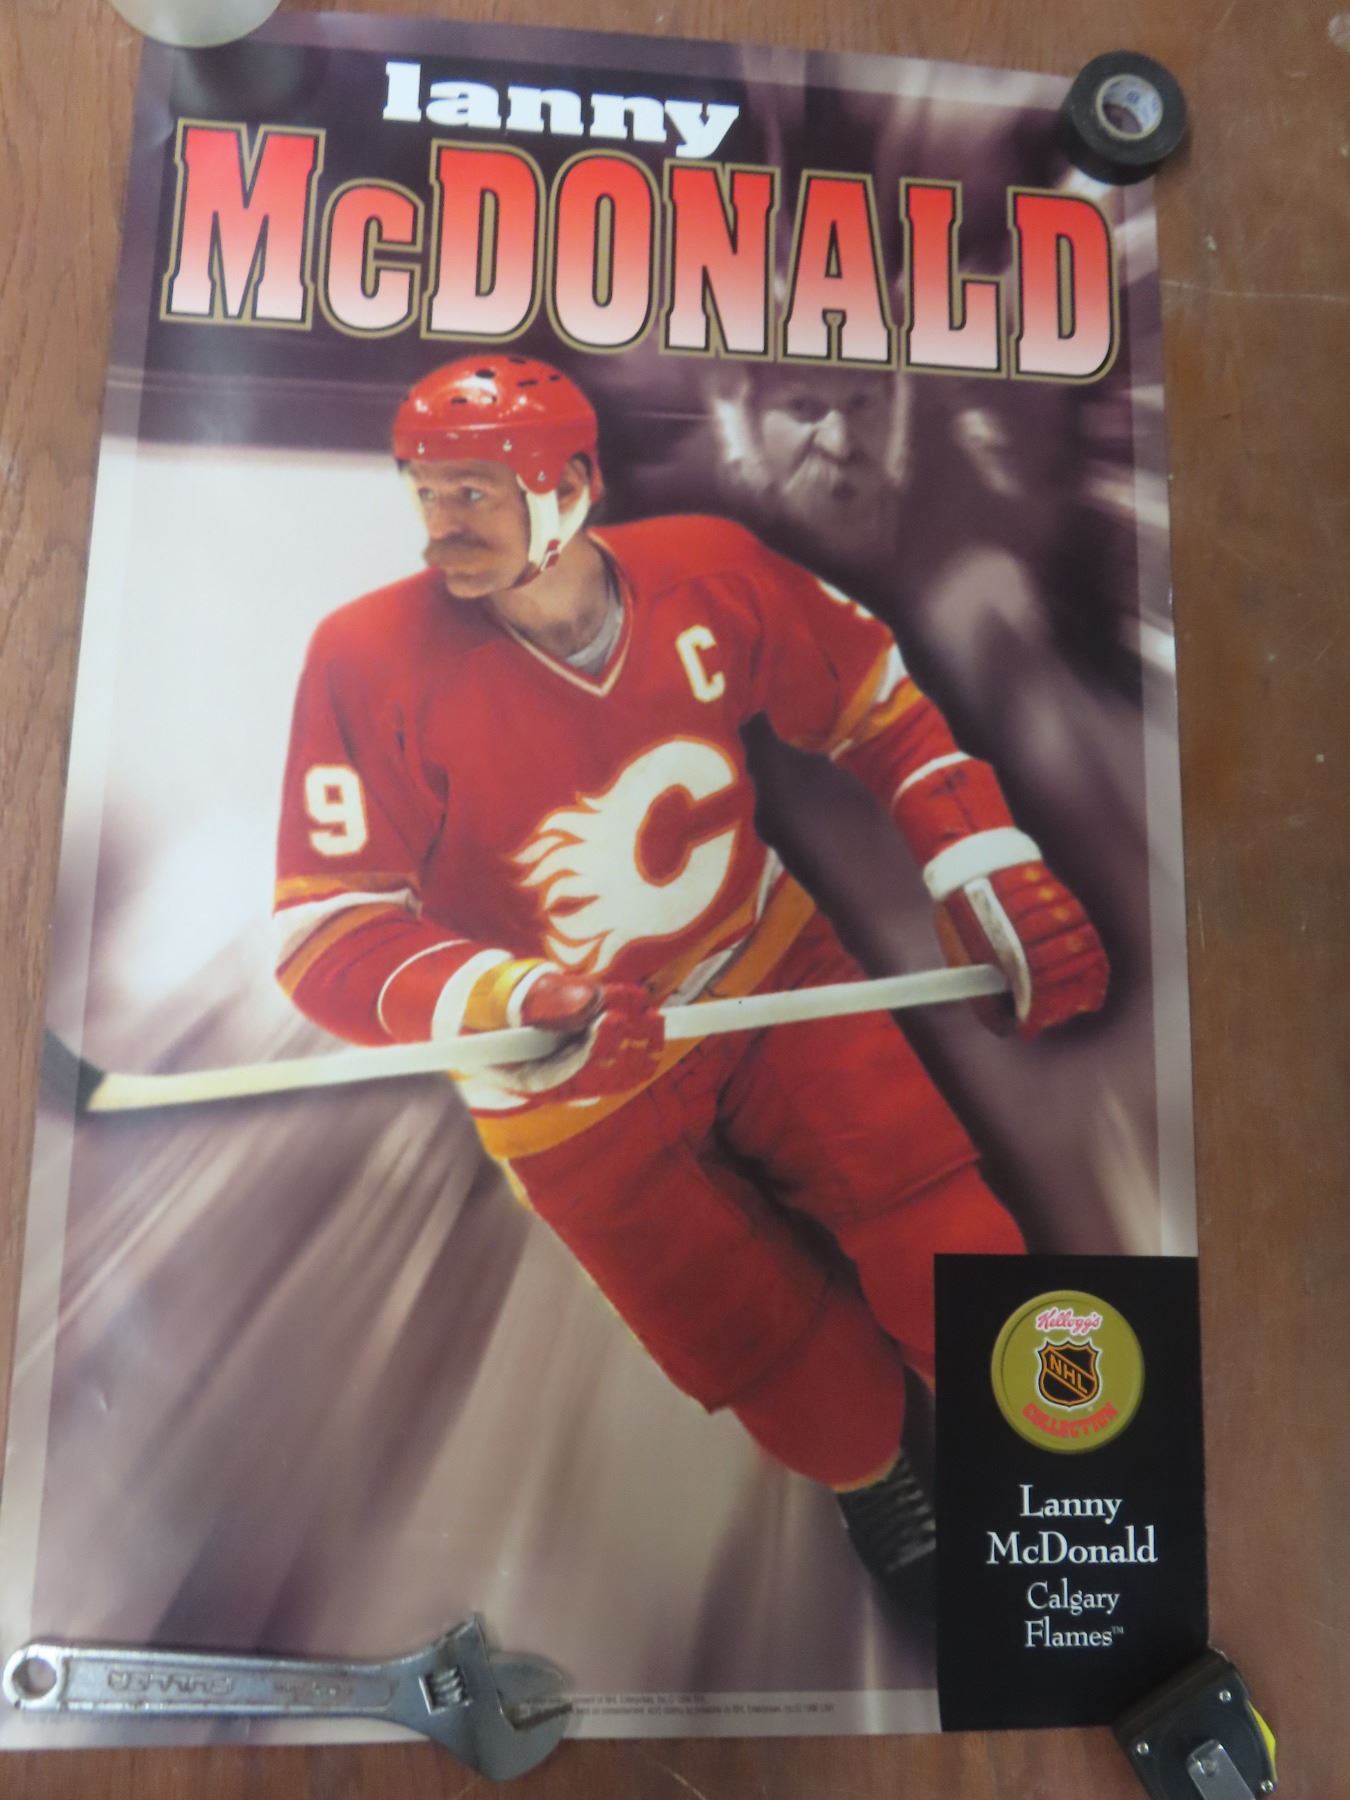 lanny
McDONALD
C
9
C
Kellogg's
NHL
COLLECTION
Lanny
McDonald
Calgary
Flames™